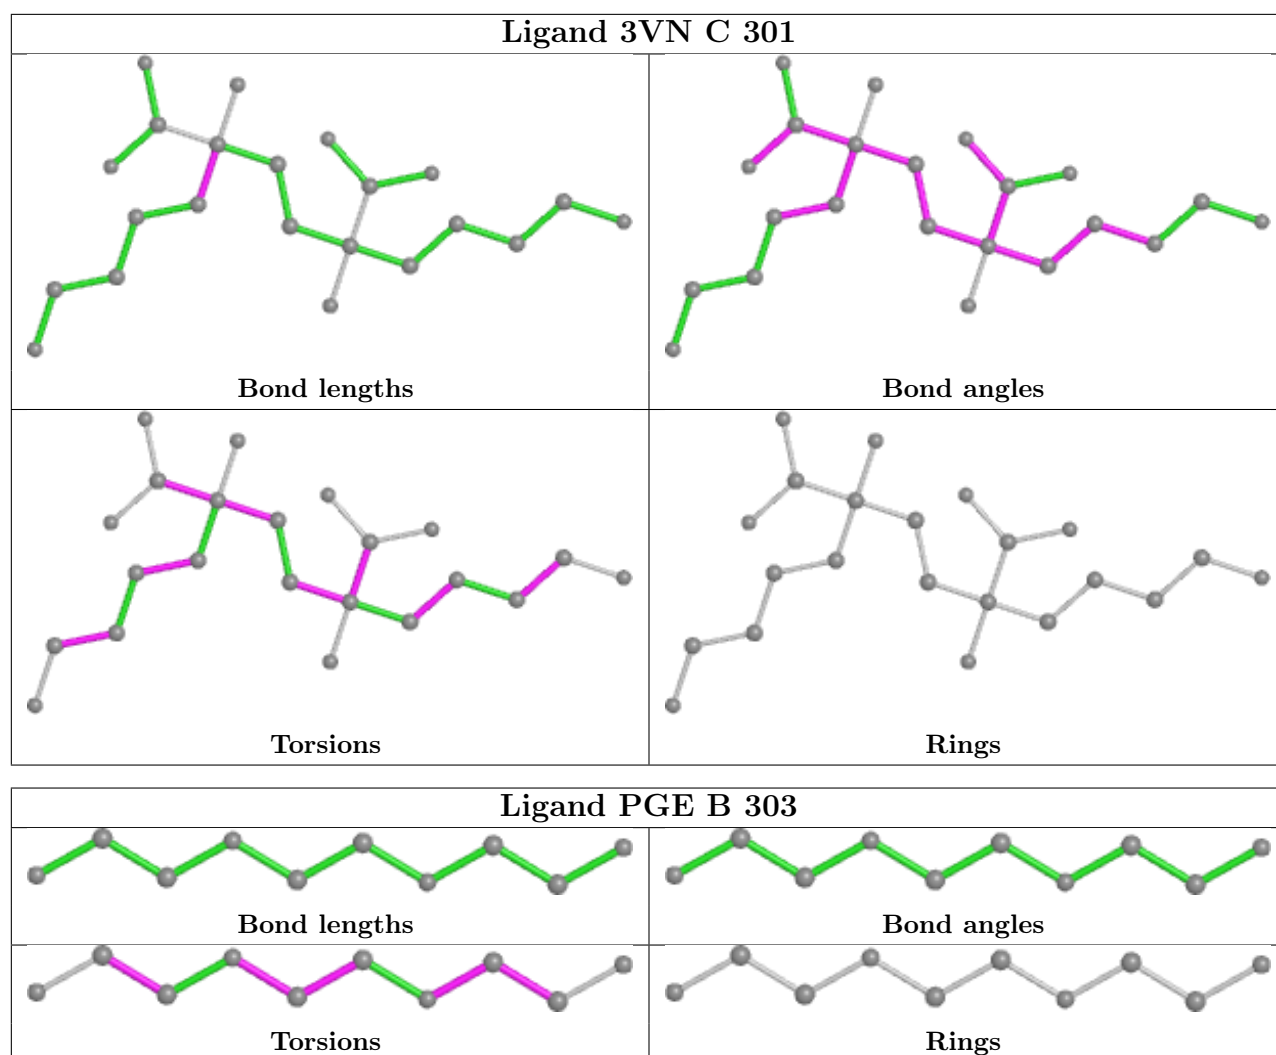 Ligand 3VN C 301
Bond lengths
Bond angles
Torsions
Rings
Ligand PGE B 303
Bond lengths
Bond angles
Torsions
Rings